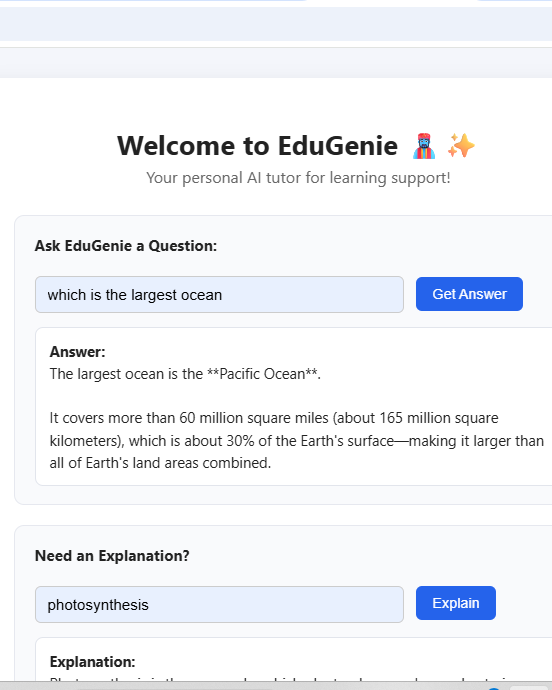 Welcome to EduGenie 🧞✨
Your personal AI tutor for learning support!
Ask EduGenie a Question:
which is the largest ocean
Get Answer
Answer:
The largest ocean is the **Pacific Ocean**.
It covers more than 60 million square miles (about 165 million square
kilometers), which is about 30% of the Earth's surface—making it larger than
all of Earth's land areas combined.
Need an Explanation?
photosynthesis
Explain
Explanation: